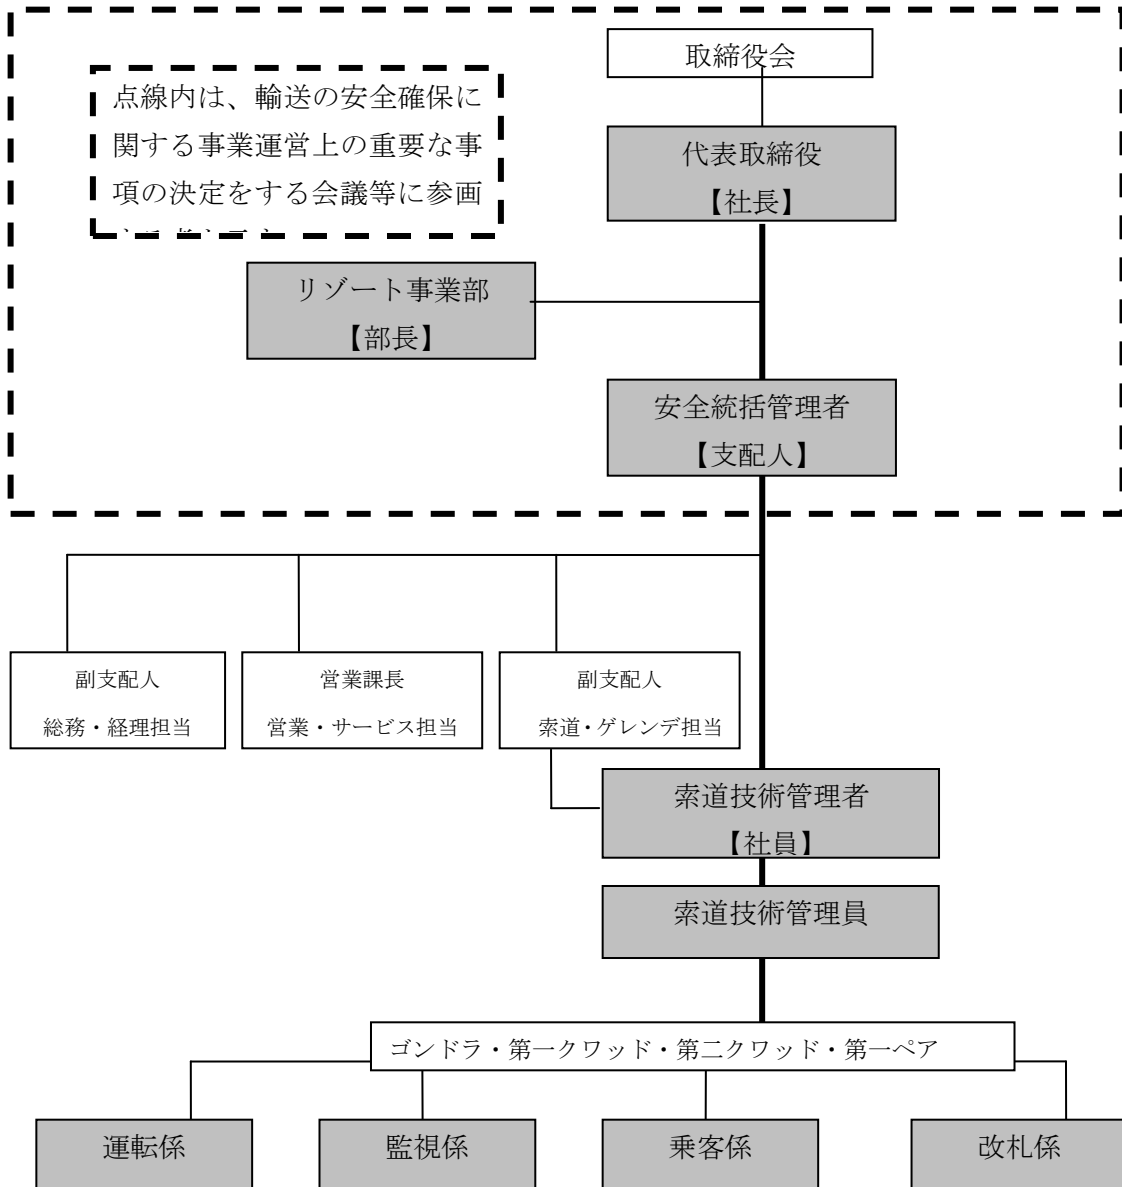 取締役会
点線内は、輸送の安全確保に
関する事業運営上の重要な事
項の決定をする会議等に参画
代表取締役
【社長】
リゾート事業部
【部長】
安全統括管理者
【支配人】
副支配人
総務・経理担当
営業課長
営業・サービス担当
副支配人
索道・ゲレンデ担当
索道技術管理者
【社員】
索道技術管理員
ゴンドラ・第一クワッド・第二クワッド・第一ペア
運転係
監視係
乗客係
改札係